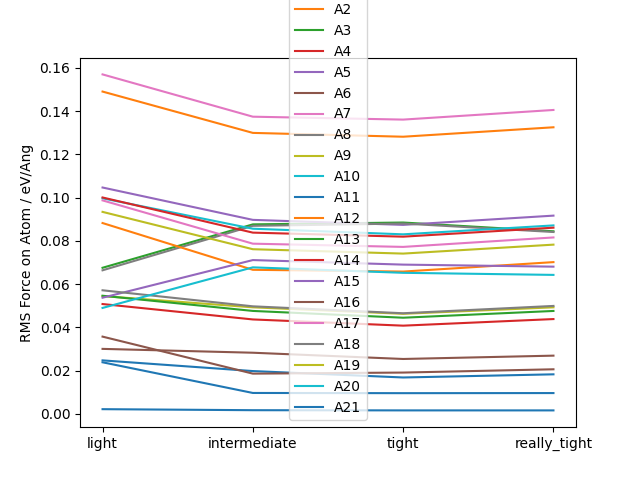 A2
A3
A4
A5
A6
A7
A8
A9
A10
A11
A12
A13
A14
A15
A16
A17
A18
A19
A20
A21
RMS Force on Atom / eV/Ang
0.16
0.14
0.12
0.10
0.08
0.06
0.04
0.02
0.00
light
intermediate
tight
really_tight